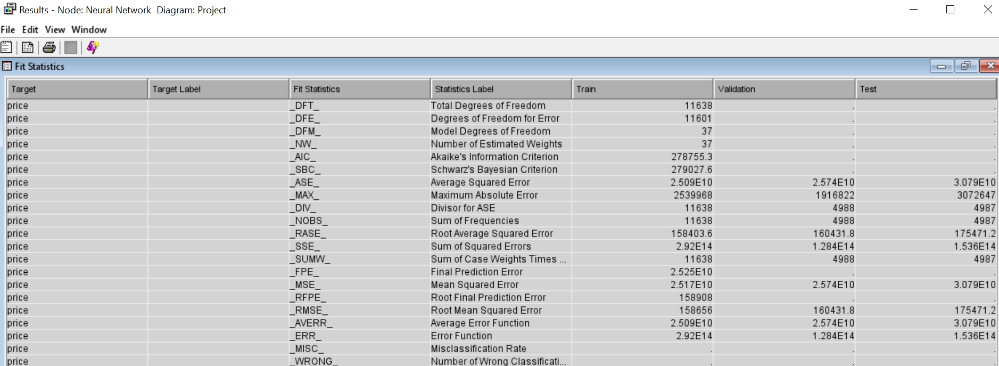 Results - Node: Neural Network Diagram: Project
File Edit View Window
Fit Statistics
Target Target Label Fit Statistics Statistics Label Train Validation Test
price _DFT_ Total Degrees of Freedom 11638 . .
price _DFE_ Degrees of Freedom for Error 11601 . .
price _DFM_ Model Degrees of Freedom 37 . .
price _NW_ Number of Estimated Weights 37 . .
price _AIC_ Akaike's Information Criterion 278755.3 . .
price _SBC_ Schwarz's Bayesian Criterion 279027.6 . .
price _ASE_ Average Squared Error 2.509E10 2.574E10 3.079E10
price _MAX_ Maximum Absolute Error 2539968 1916822 3072647
price _DIV_ Divisor for ASE 11638 4988 4987
price _NOBS_ Sum of Frequencies 11638 4988 4987
price _RASE_ Root Average Squared Error 158403.6 160431.8 175471.2
price _SSE_ Sum of Squared Errors 2.92E14 1.284E14 1.536E14
price _SUMW_ Sum of Case Weights Times ... 11638 4988 4987
price _FPE_ Final Prediction Error 2.525E10 . .
price _MSE_ Mean Squared Error 2.517E10 2.574E10 3.079E10
price _RFPE_ Root Final Prediction Error 158908 . .
price _RMSE_ Root Mean Squared Error 158656 160431.8 175471.2
price _AVERR_ Average Error Function 2.509E10 2.574E10 3.079E10
price _ERR_ Error Function 2.92E14 1.284E14 1.536E14
price _MISC_ Misclassification Rate . . .
price _WRONG_ Number of Wrong Classificati... . . .